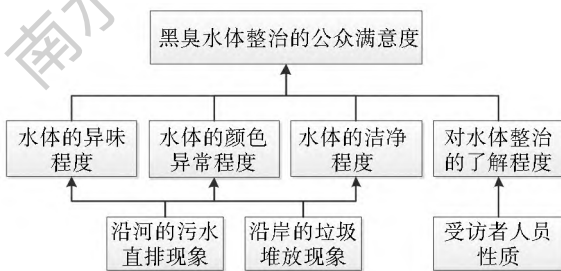 黑臭水体整治的公众满意度
水体的异味
程度
水体的颜色
异常程度
水体的洁净
程度
对水体整治
的了解程度
沿河的污水
直排现象
沿岸的垃圾
堆放现象
受访者人员
性质
南水